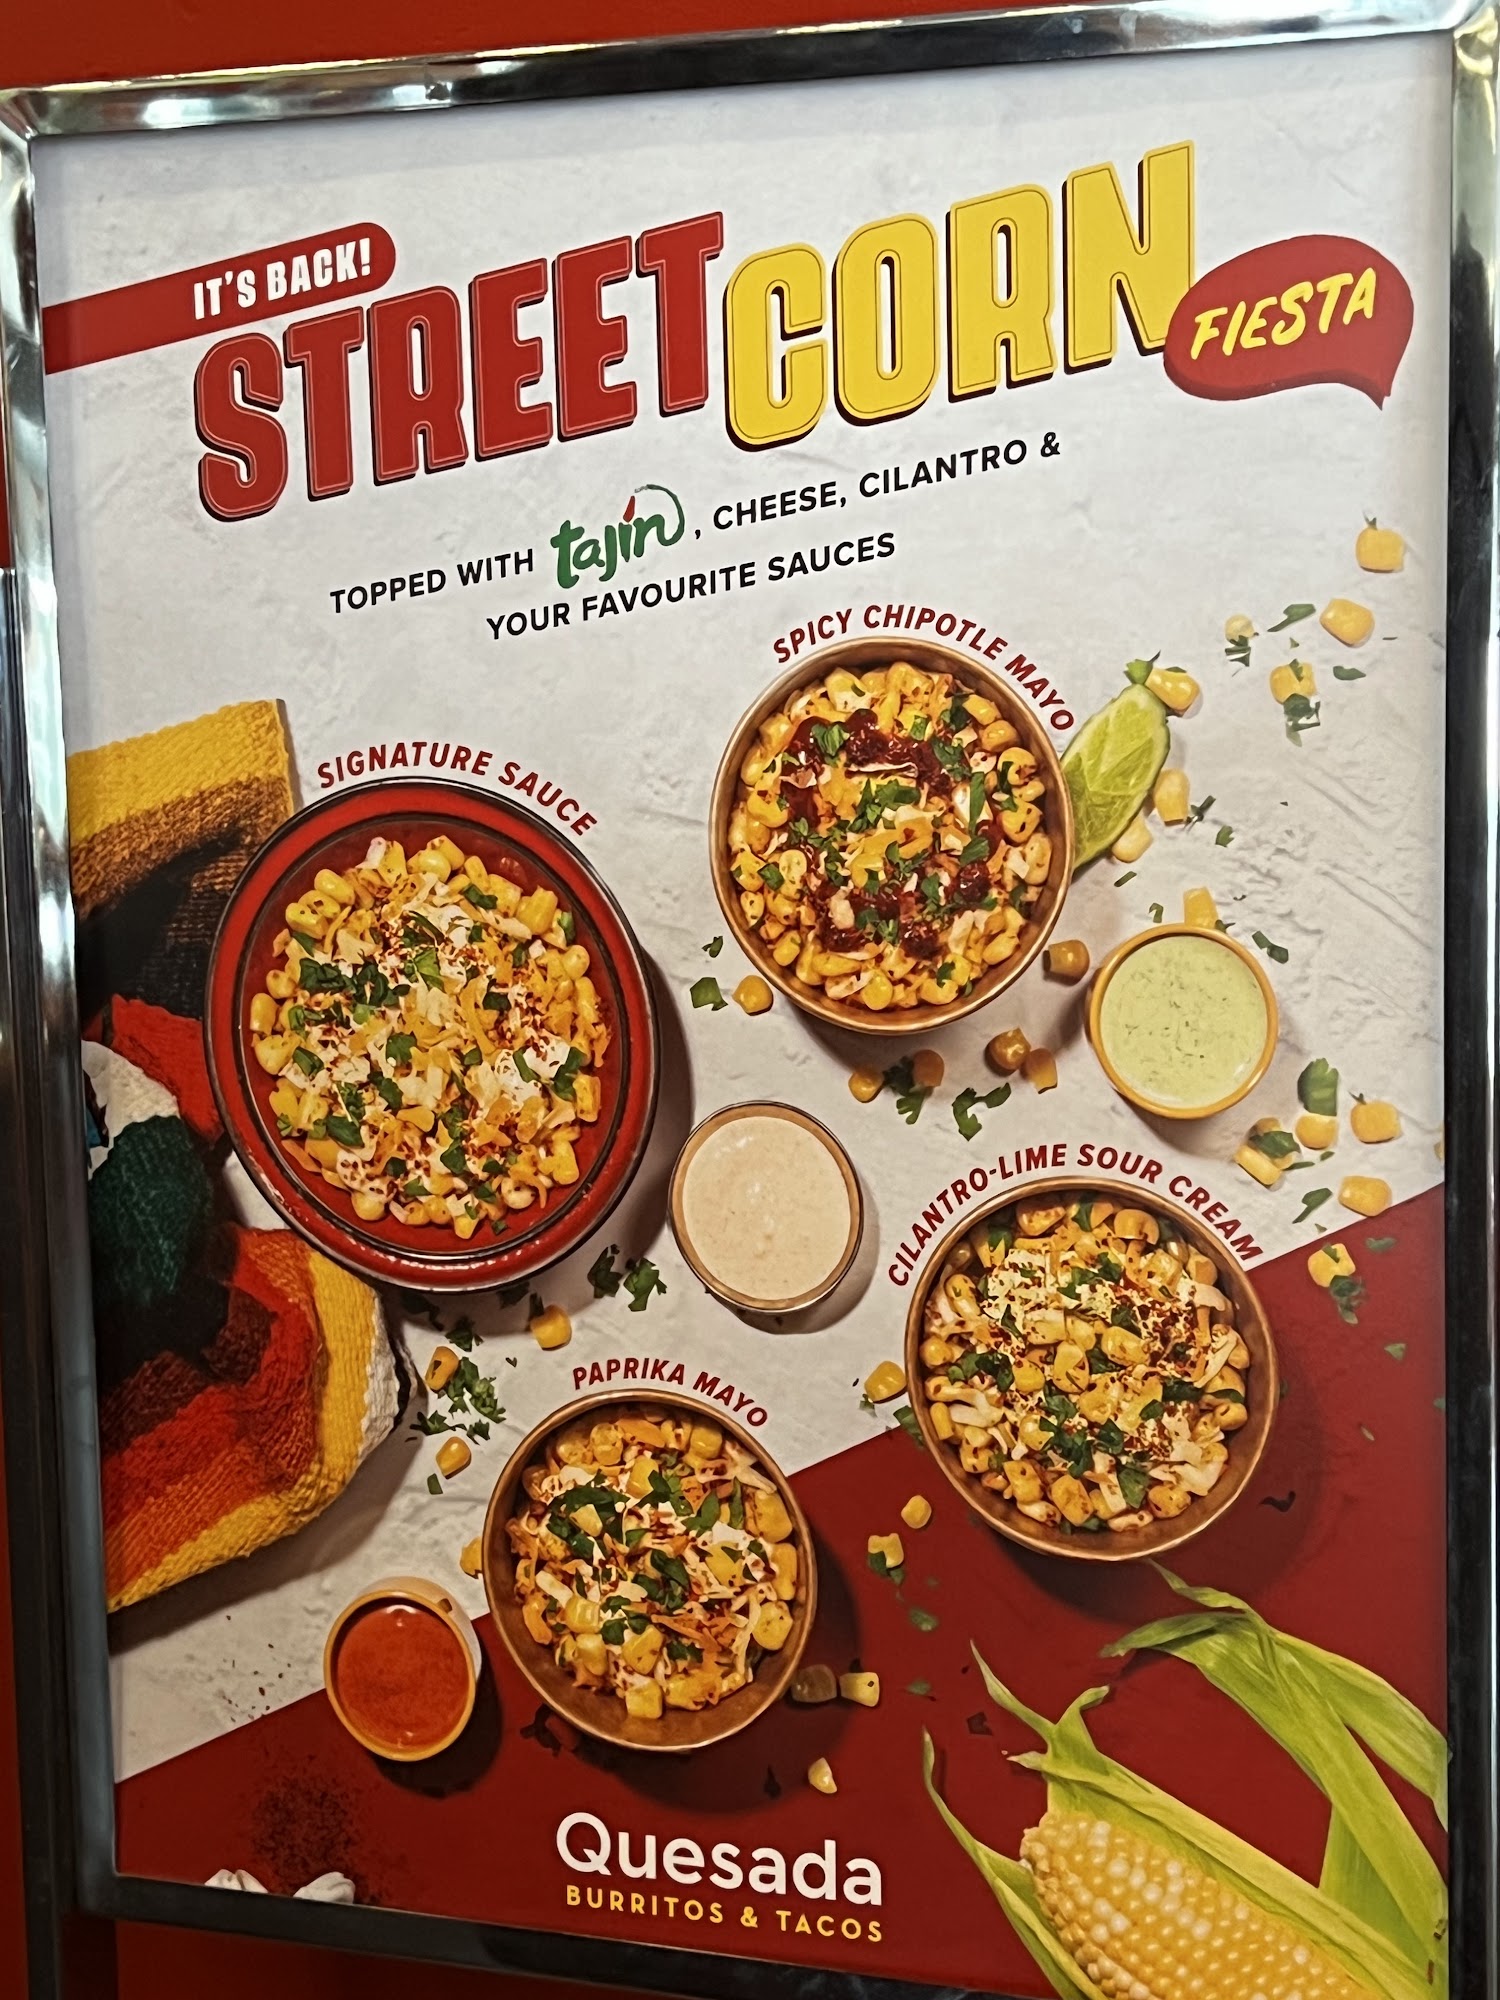 IT'S BACK!
STREET CORN
FIESTA
TOPPED WITH tajín, CHEESE, CILANTRO &
YOUR FAVOURITE SAUCES
SPICY CHIPOTLE MAYO
SIGNATURE SAUCE
CILANTRO-LIME SOUR CREAM
PAPRIKA MAYO
Quesada
BURRITOS & TACOS